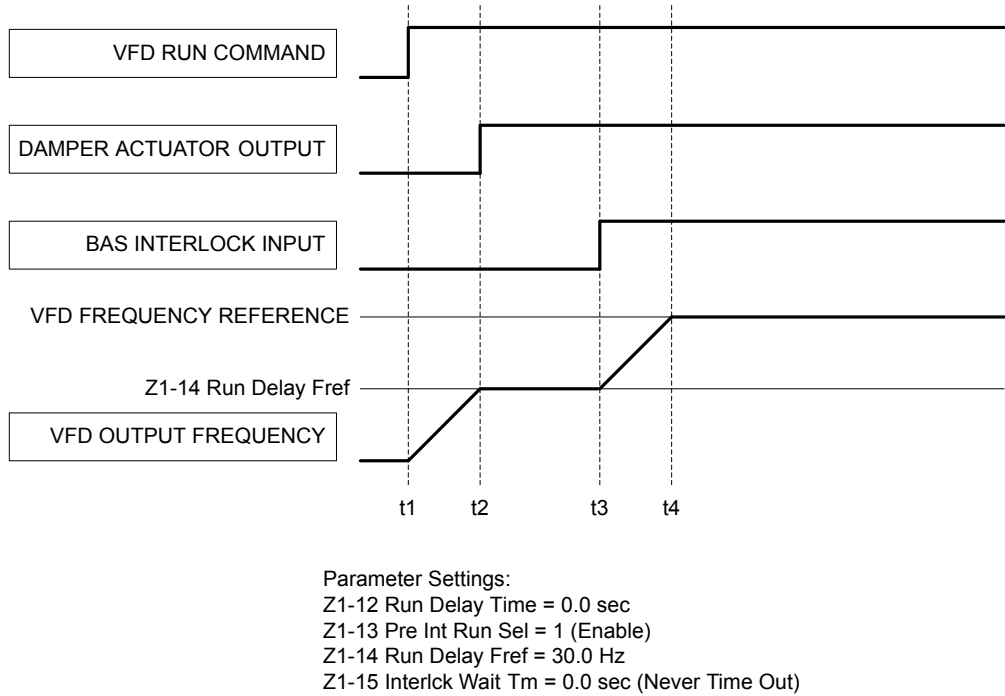 VFD RUN COMMAND
DAMPER ACTUATOR OUTPUT
BAS INTERLOCK INPUT
VFD FREQUENCY REFERENCE
Z1-14 Run Delay Fref
VFD OUTPUT FREQUENCY
t1 t2 t3 t4
Parameter Settings:
Z1-12 Run Delay Time = 0.0 sec
Z1-13 Pre Int Run Sel = 1 (Enable)
Z1-14 Run Delay Fref = 30.0 Hz
Z1-15 Interlck Wait Tm = 0.0 sec (Never Time Out)